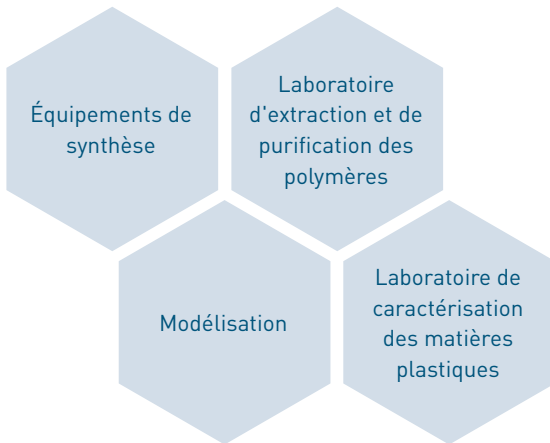 Équipements de
synthèse
Laboratoire
d'extraction et de
purification des
polymères
Modélisation
Laboratoire de
caractérisation
des matières
plastiques